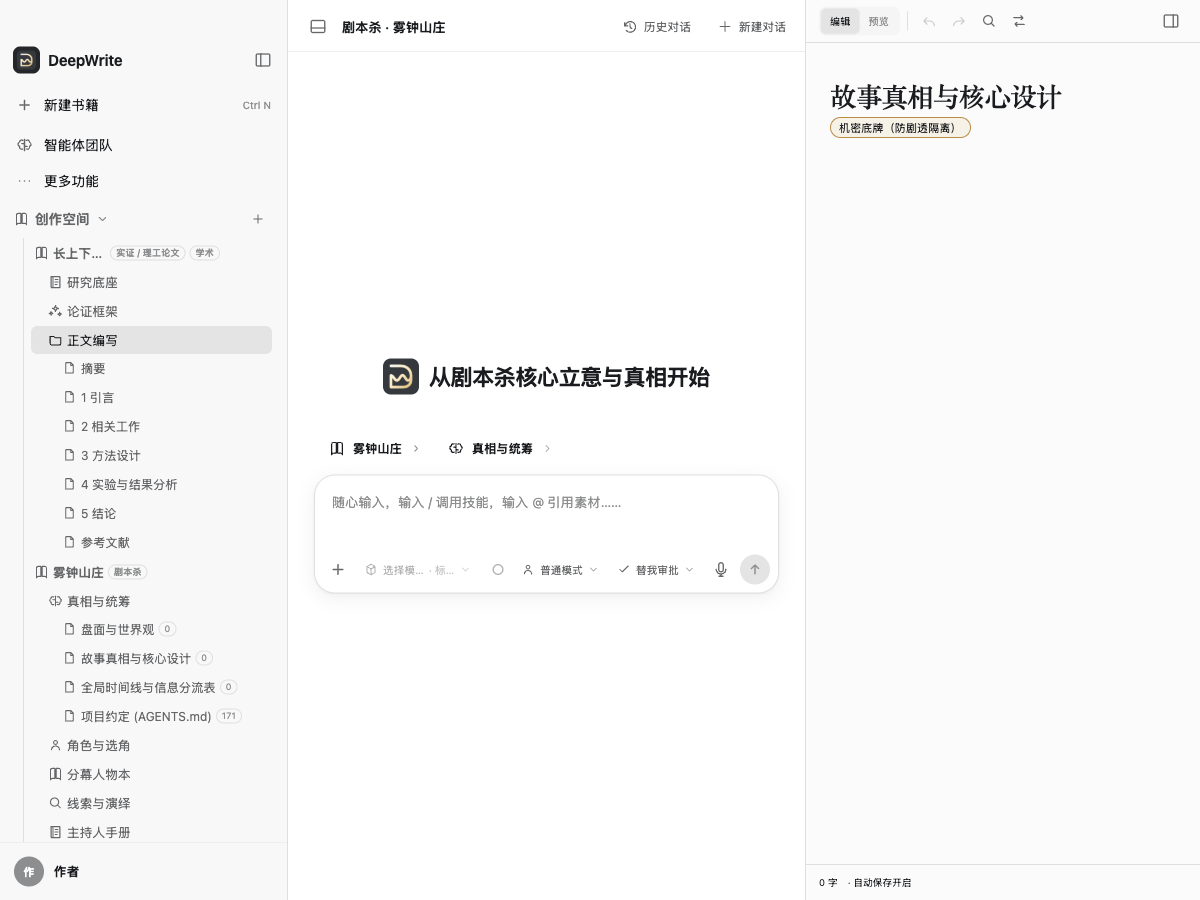 DeepWrite
新建书籍 Ctrl N
智能体团队
更多功能
创作空间
长上下... 实证 / 理工论文 学术
研究底座
论证框架
正文编写
摘要
1 引言
2 相关工作
3 方法设计
4 实验与结果分析
5 结论
参考文献
雾钟山庄 剧本杀
真相与统筹
盘面与世界观 0
故事真相与核心设计 0
全局时间线与信息分流表 0
项目约定 (AGENTS.md) 171
角色与选角
分幕人物本
线索与演绎
主持人手册
作 作者
剧本杀 · 雾钟山庄 历史对话 新建对话
从剧本杀核心立意与真相开始
雾钟山庄 真相与统筹
随心输入，输入 / 调用技能，输入 @ 引用素材......
选择模... · 标... 普通模式 替我审批
编辑 预览
故事真相与核心设计
机密底牌（防剧透隔离）
0 字 · 自动保存开启